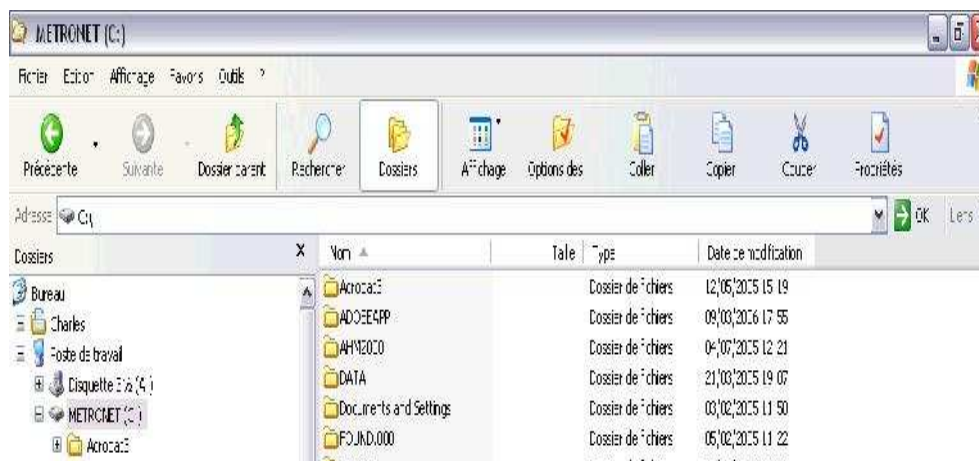 METRONET (C:)
Fichier Edition Affichage Favoris Outils ?
Précédente Suivante Dossier parent Rechercher Dossiers Affichage Options des Coller Copier Couper Propriétés
Adresse C:\ OK Liens
Dossiers X Nom Taille Type Date de modification
Bureau
Charles
Poste de travail
Disquette 3½ (A:)
METRONET (C:)
Acrobat3
Acrobat3 Dossier de fichiers 12/05/2005 15:19
ADOBEAPP Dossier de fichiers 09/03/2006 17:55
AHM2000 Dossier de fichiers 04/07/2005 12:21
DATA Dossier de fichiers 21/03/2005 19:07
Documents and Settings Dossier de fichiers 03/02/2005 11:50
FOUND.000 Dossier de fichiers 05/02/2005 11:22